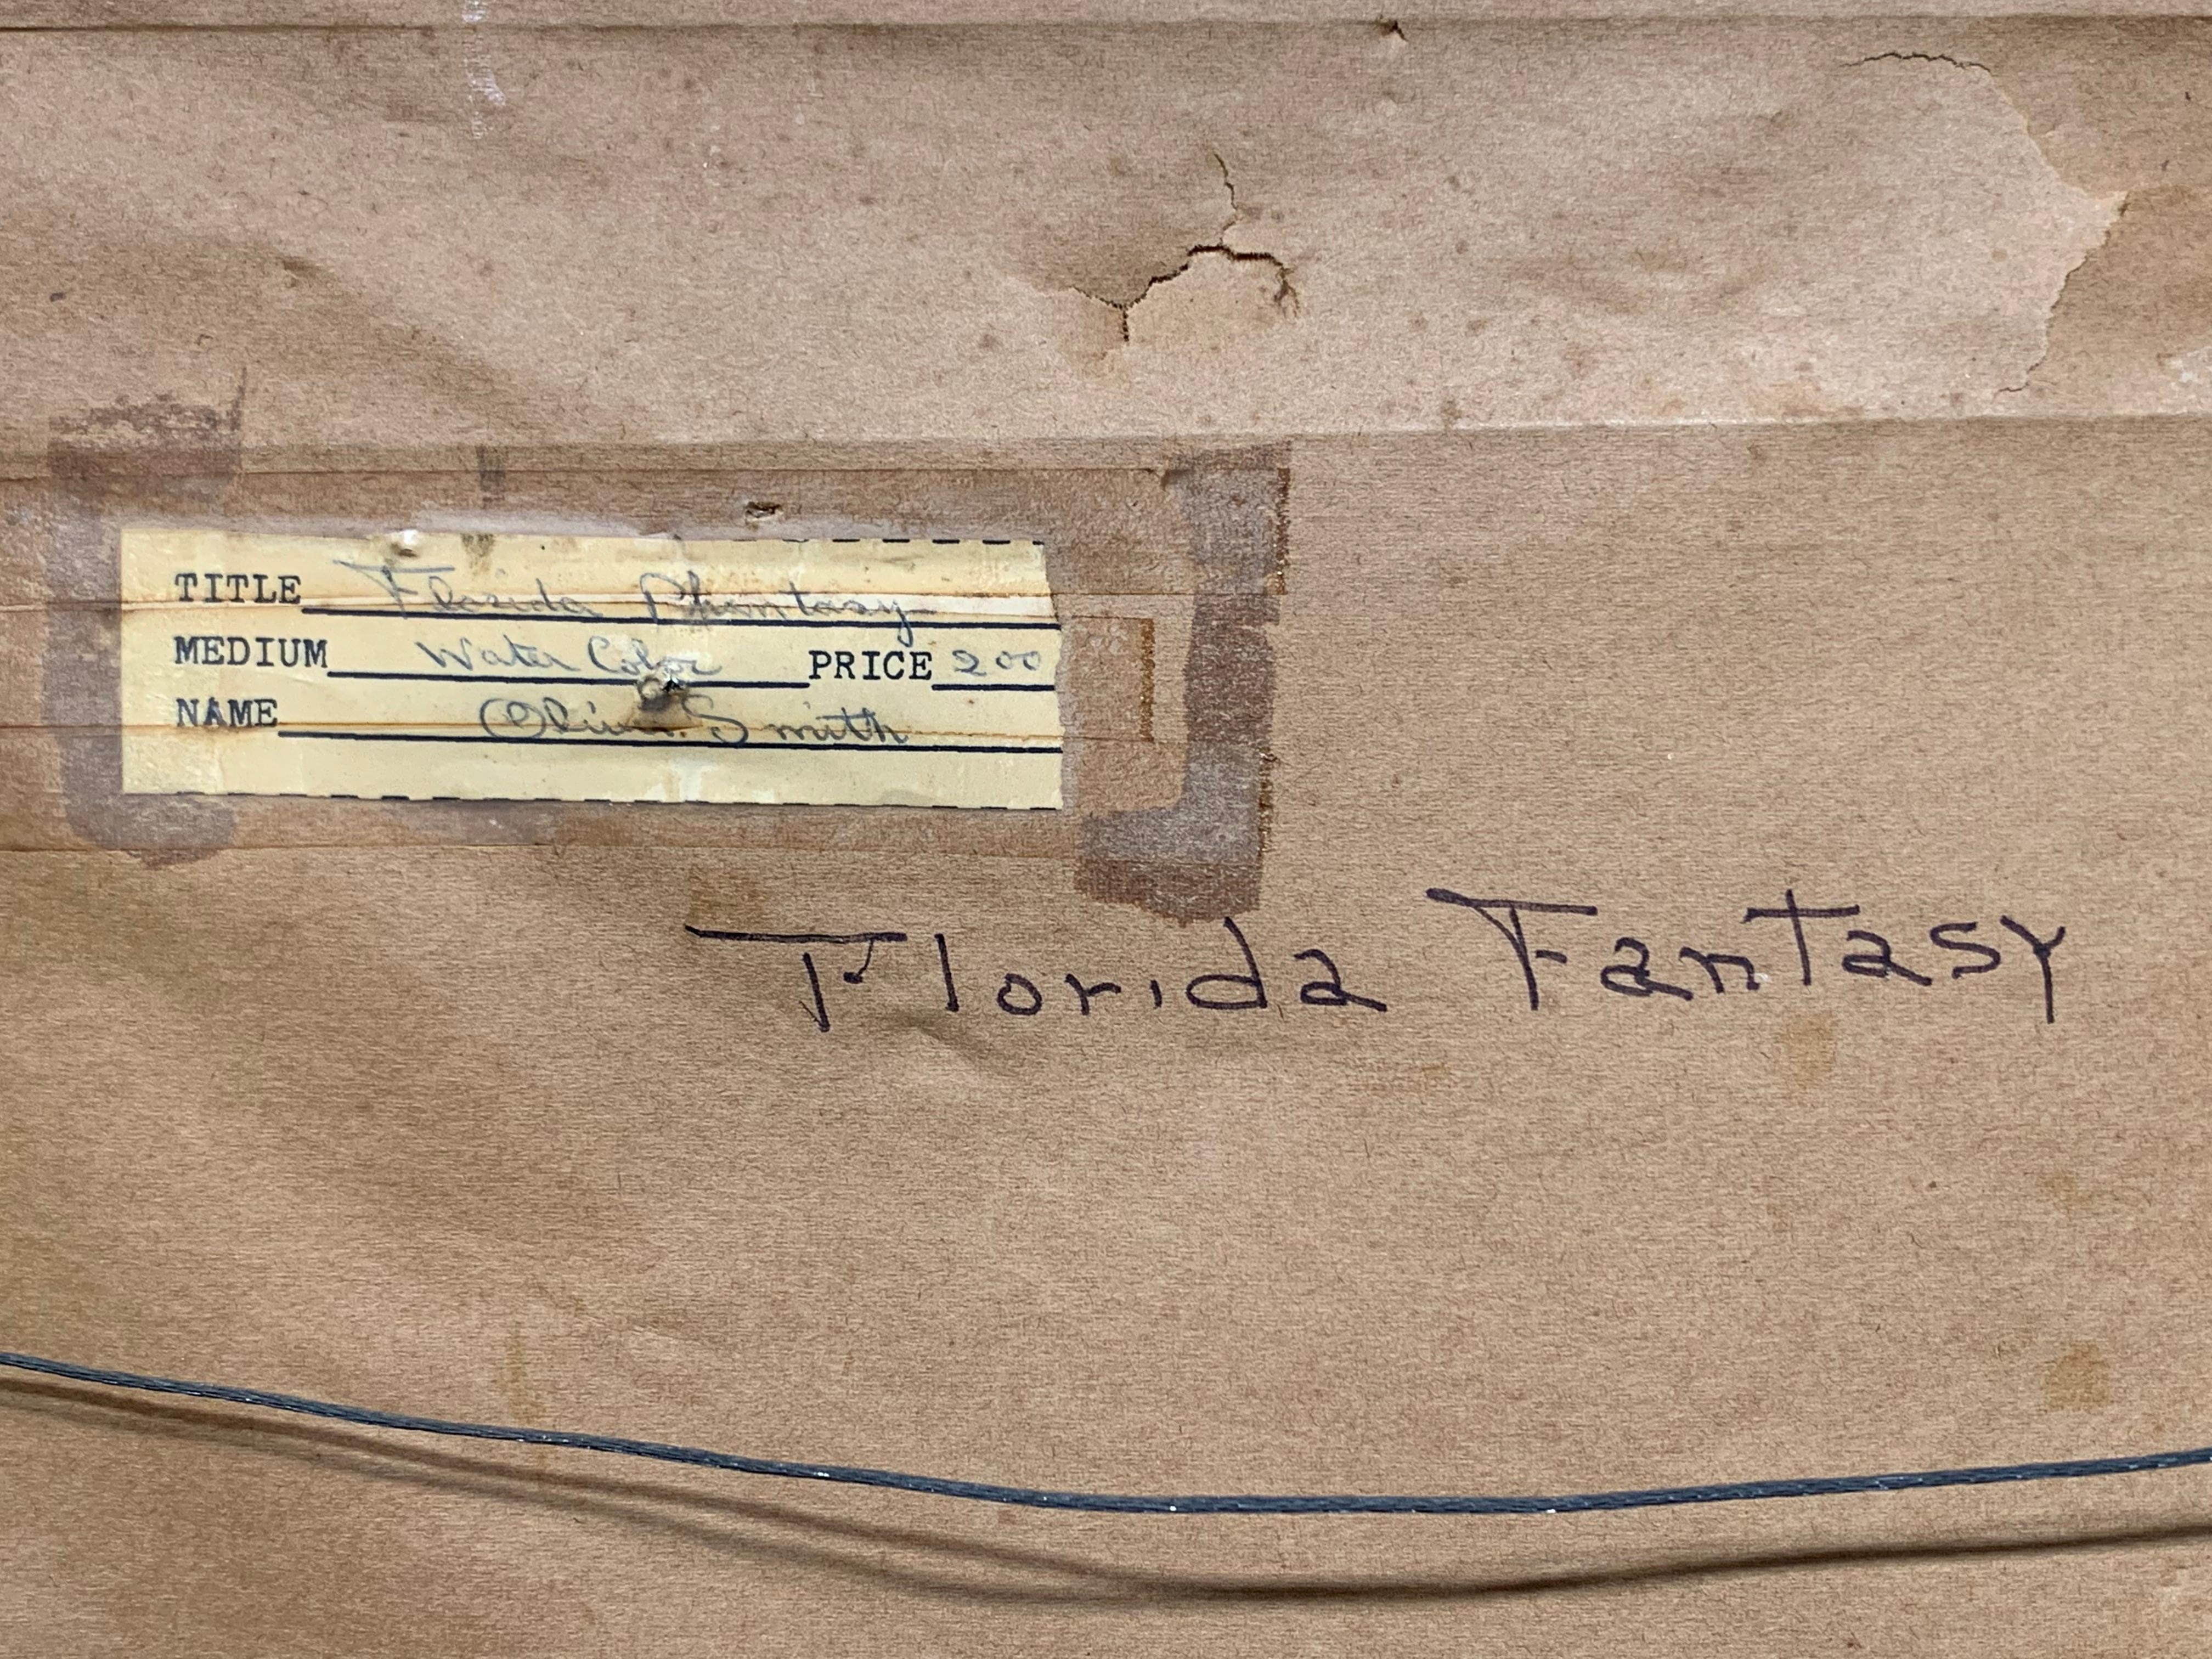 TITLE Florida Phantasy
MEDIUM Water Color PRICE 200
NAME Smith
Florida Fantasy